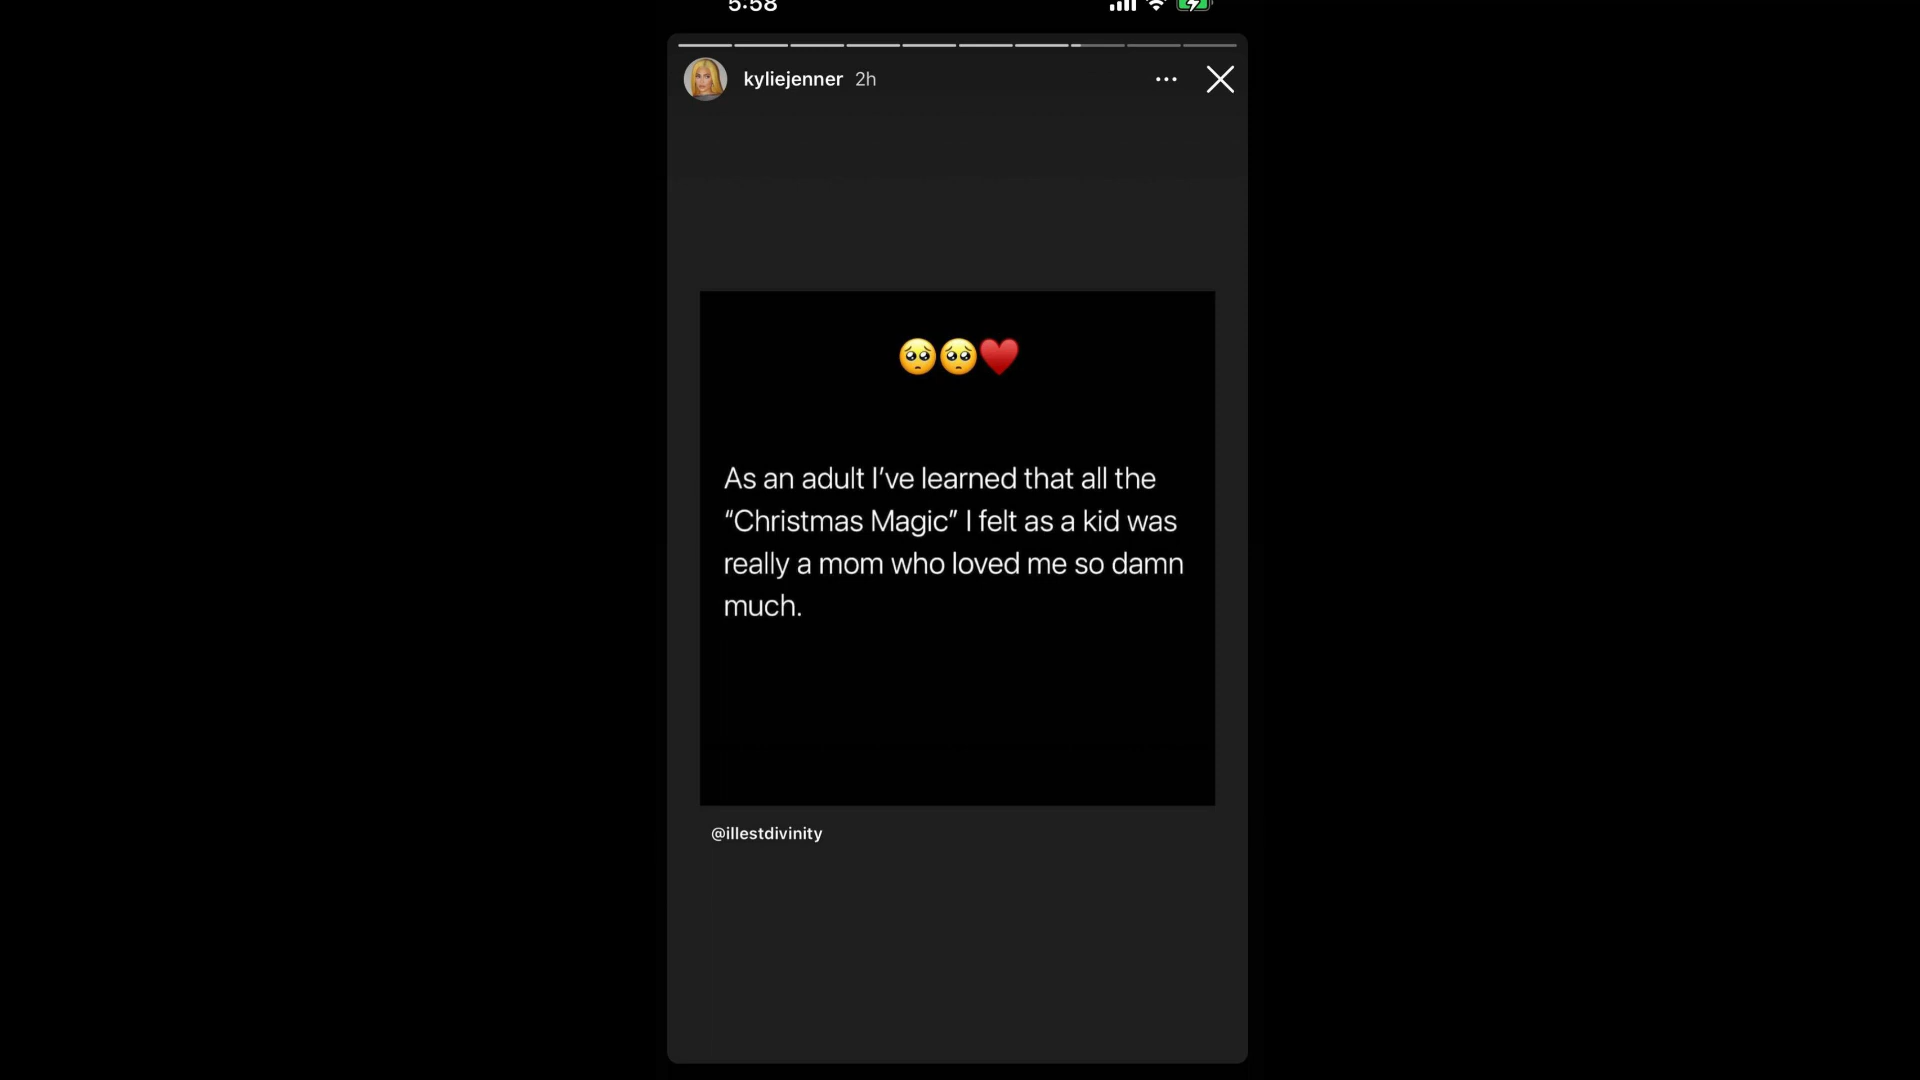 5:58
kyliejenner 2h
🥺🥺♥️
As an adult I’ve learned that all the
“Christmas Magic” I felt as a kid was
really a mom who loved me so damn
much.
@illestdivinity